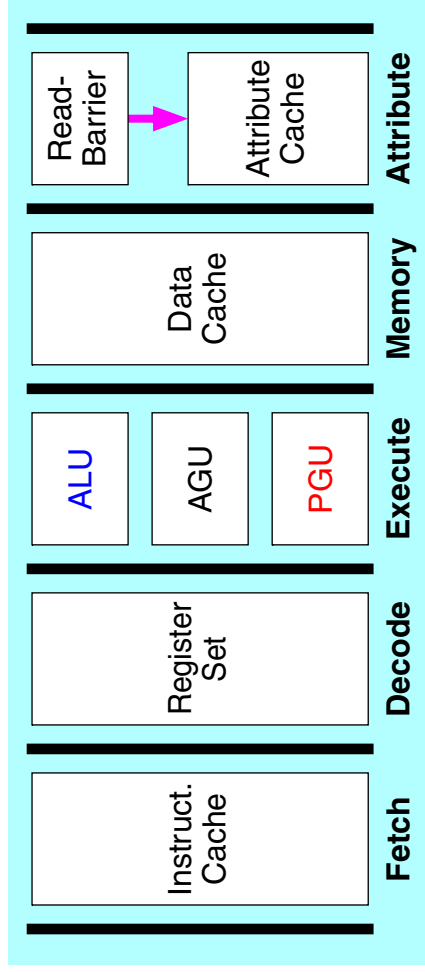 Instruct.
Cache
Fetch
Register
Set
Decode
ALU
AGU
PGU
Execute
Data
Cache
Memory
Read-
Barrier
Attribute
Cache
Attribute